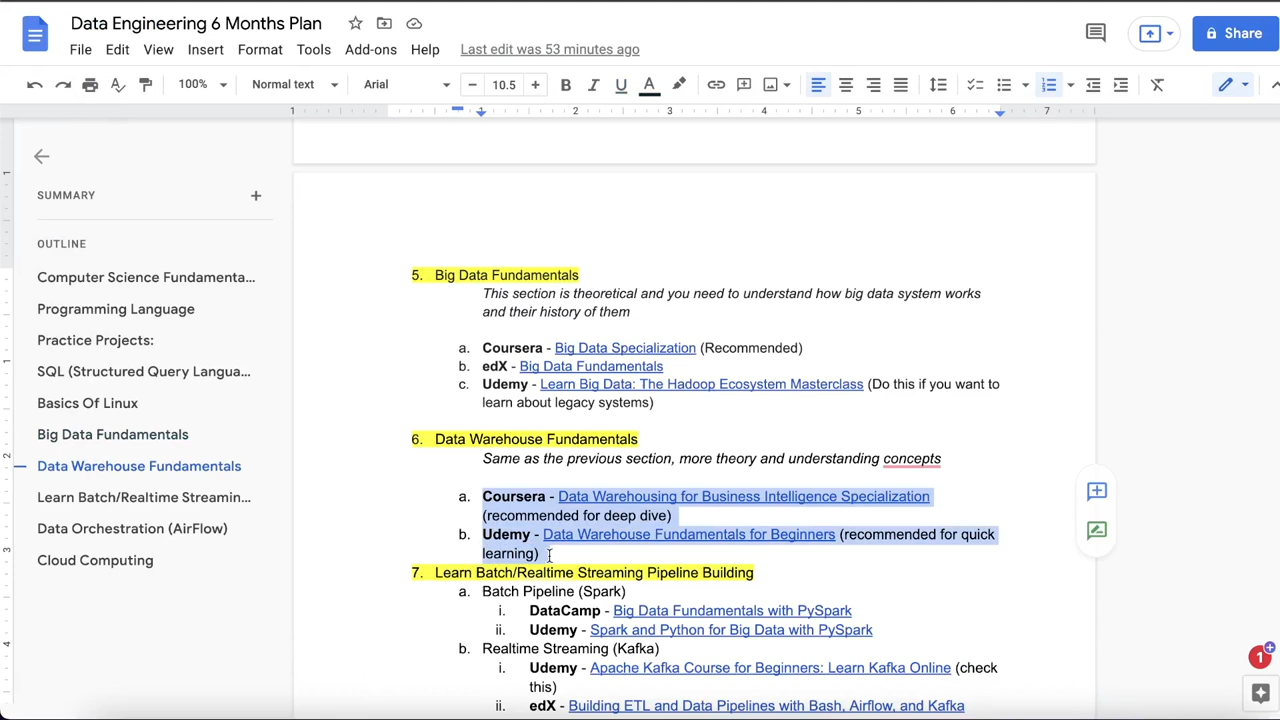 Data Engineering 6 Months Plan
File Edit View Insert Format Tools Add-ons Help Last edit was 53 minutes ago
Share
100% Normal text Arial 10.5
1 1 2 3 4 5 6 7
SUMMARY
OUTLINE
Computer Science Fundamenta...
Programming Language
Practice Projects:
SQL (Structured Query Langua...
Basics Of Linux
Big Data Fundamentals
Data Warehouse Fundamentals
Learn Batch/Realtime Streamin...
Data Orchestration (AirFlow)
Cloud Computing
5. Big Data Fundamentals
This section is theoretical and you need to understand how big data system works
and their history of them
a. Coursera - Big Data Specialization (Recommended)
b. edX - Big Data Fundamentals
c. Udemy - Learn Big Data: The Hadoop Ecosystem Masterclass (Do this if you want to
learn about legacy systems)
6. Data Warehouse Fundamentals
Same as the previous section, more theory and understanding concepts
a. Coursera - Data Warehousing for Business Intelligence Specialization
(recommended for deep dive)
b. Udemy - Data Warehouse Fundamentals for Beginners (recommended for quick
learning)
7. Learn Batch/Realtime Streaming Pipeline Building
a. Batch Pipeline (Spark)
i. DataCamp - Big Data Fundamentals with PySpark
ii. Udemy - Spark and Python for Big Data with PySpark
b. Realtime Streaming (Kafka)
i. Udemy - Apache Kafka Course for Beginners: Learn Kafka Online (check
this)
ii. edX - Building ETL and Data Pipelines with Bash, Airflow, and Kafka
1